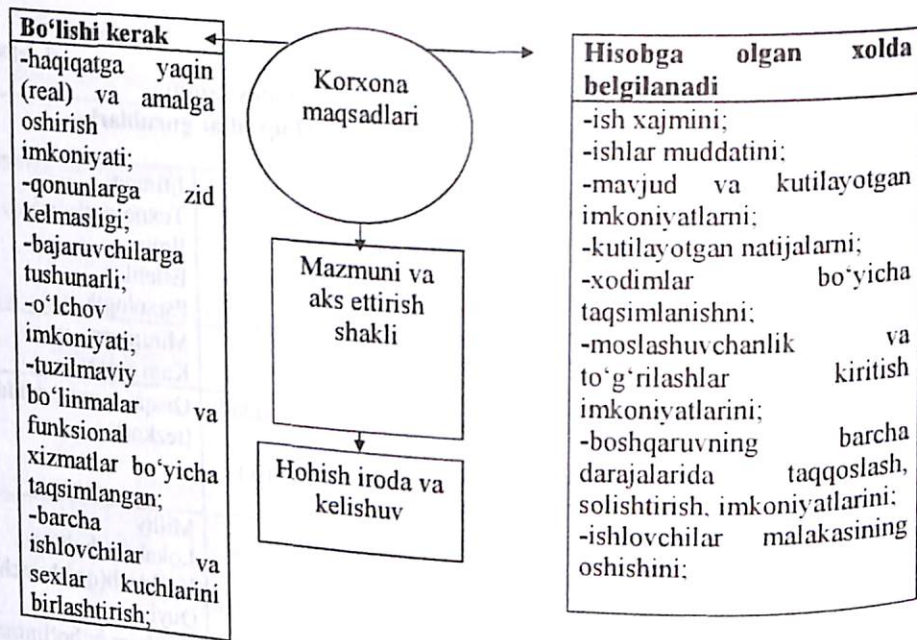 Bo‘lishi kerak
-haqiqatga yaqin
(real) va amalga
oshirish
imkoniyati;
-qonunlarga zid
kelmasligi;
-bajaruvchilarga
tushunarli;
-o‘lchov
imkoniyati;
-tuzilmaviy
bo‘linmalar va
funksional
xizmatlar bo‘yicha
taqsimlangan;
-barcha
ishlovchilar va
sexlar kuchlarini
birlashtirish;
Korxona
maqsadlari
Mazmuni va
aks ettirish
shakli
Hohish iroda va
kelishuv
Hisobga olgan xolda
belgilanadi
-ish xajmini;
-ishlar muddatini;
-mavjud va kutilayotgan
imkoniyatlarni;
-kutilayotgan natijalarni;
-xodimlar bo‘yicha
taqsimlanishni;
-moslashuvchanlik va
to‘g‘rilashlar kiritish
imkoniyatlarini;
-boshqaruvning barcha
darajalarida taqqoslash,
solishtirish. imkoniyatlarini;
-ishlovchilar malakasining
oshishini;